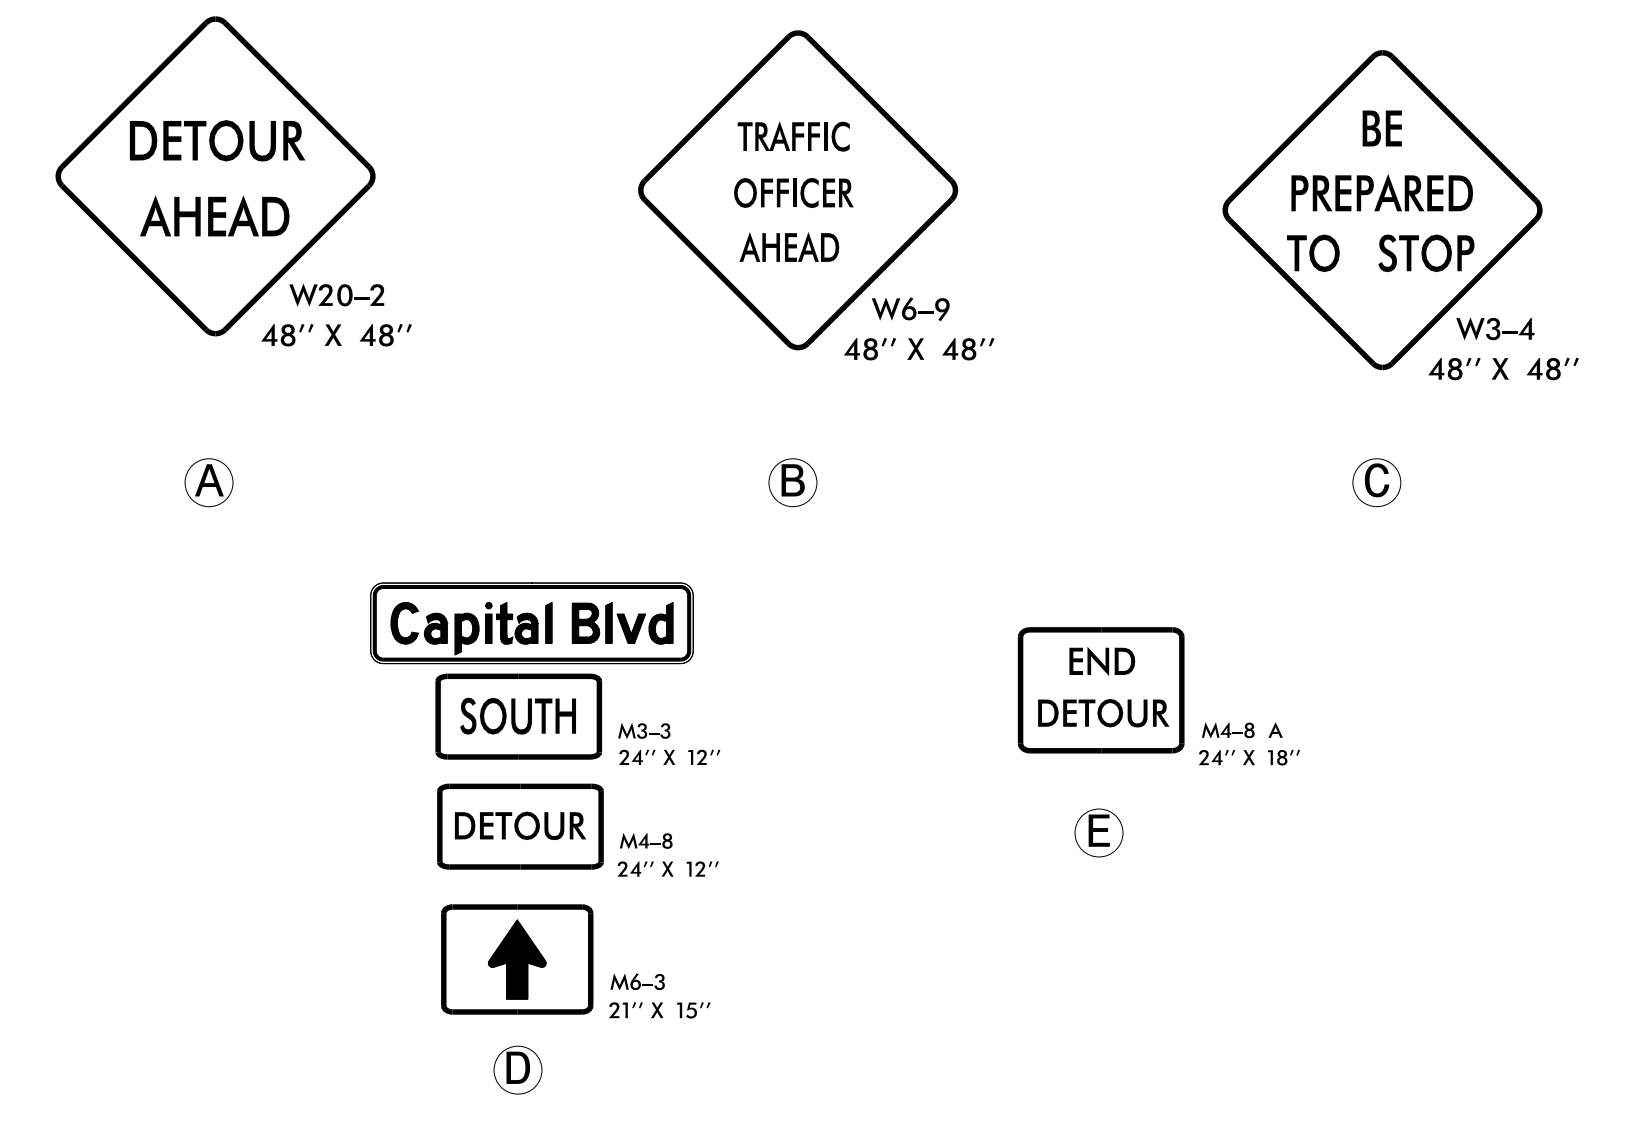 DETOUR
AHEAD
W20–2
48'' X 48''
A
TRAFFIC
OFFICER
AHEAD
W6–9
48'' X 48''
B
BE
PREPARED
TO STOP
W3–4
48'' X 48''
C
Capital Blvd
SOUTH
M3–3
24'' X 12''
DETOUR
M4–8
24'' X 12''
M6–3
21'' X 15''
D
END
DETOUR
M4–8 A
24'' X 18''
E